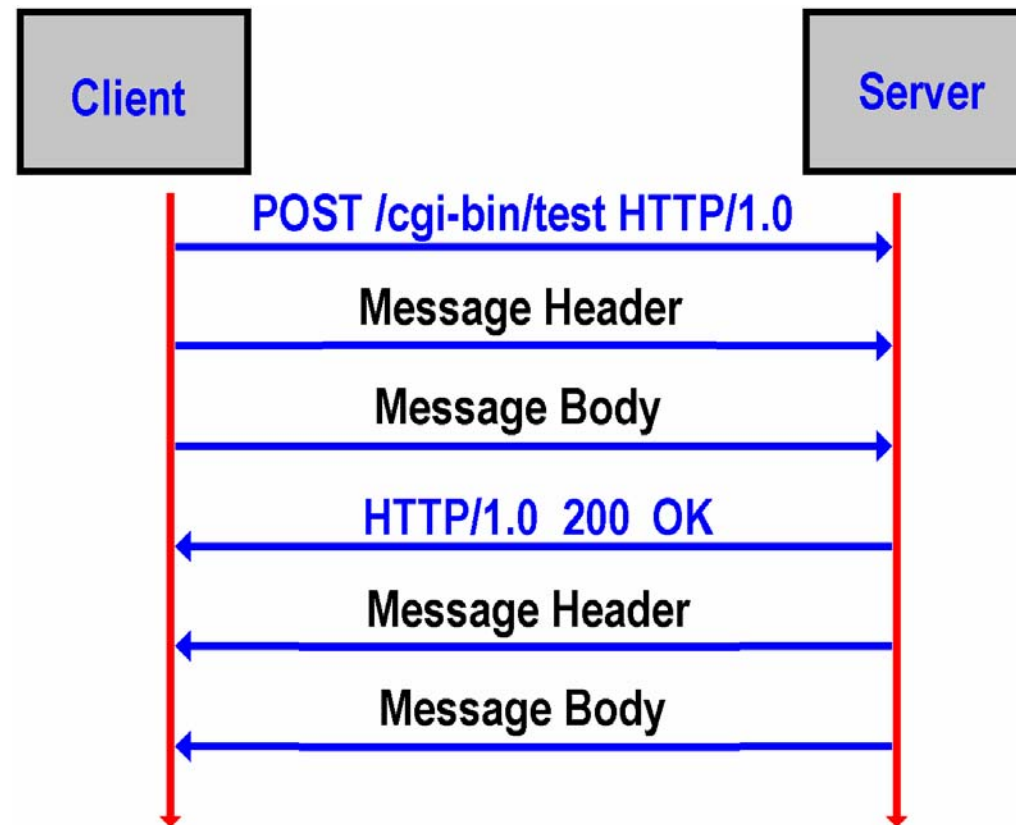 Client
Server
POST /cgi-bin/test HTTP/1.0
Message Header
Message Body
HTTP/1.0 200 OK
Message Header
Message Body